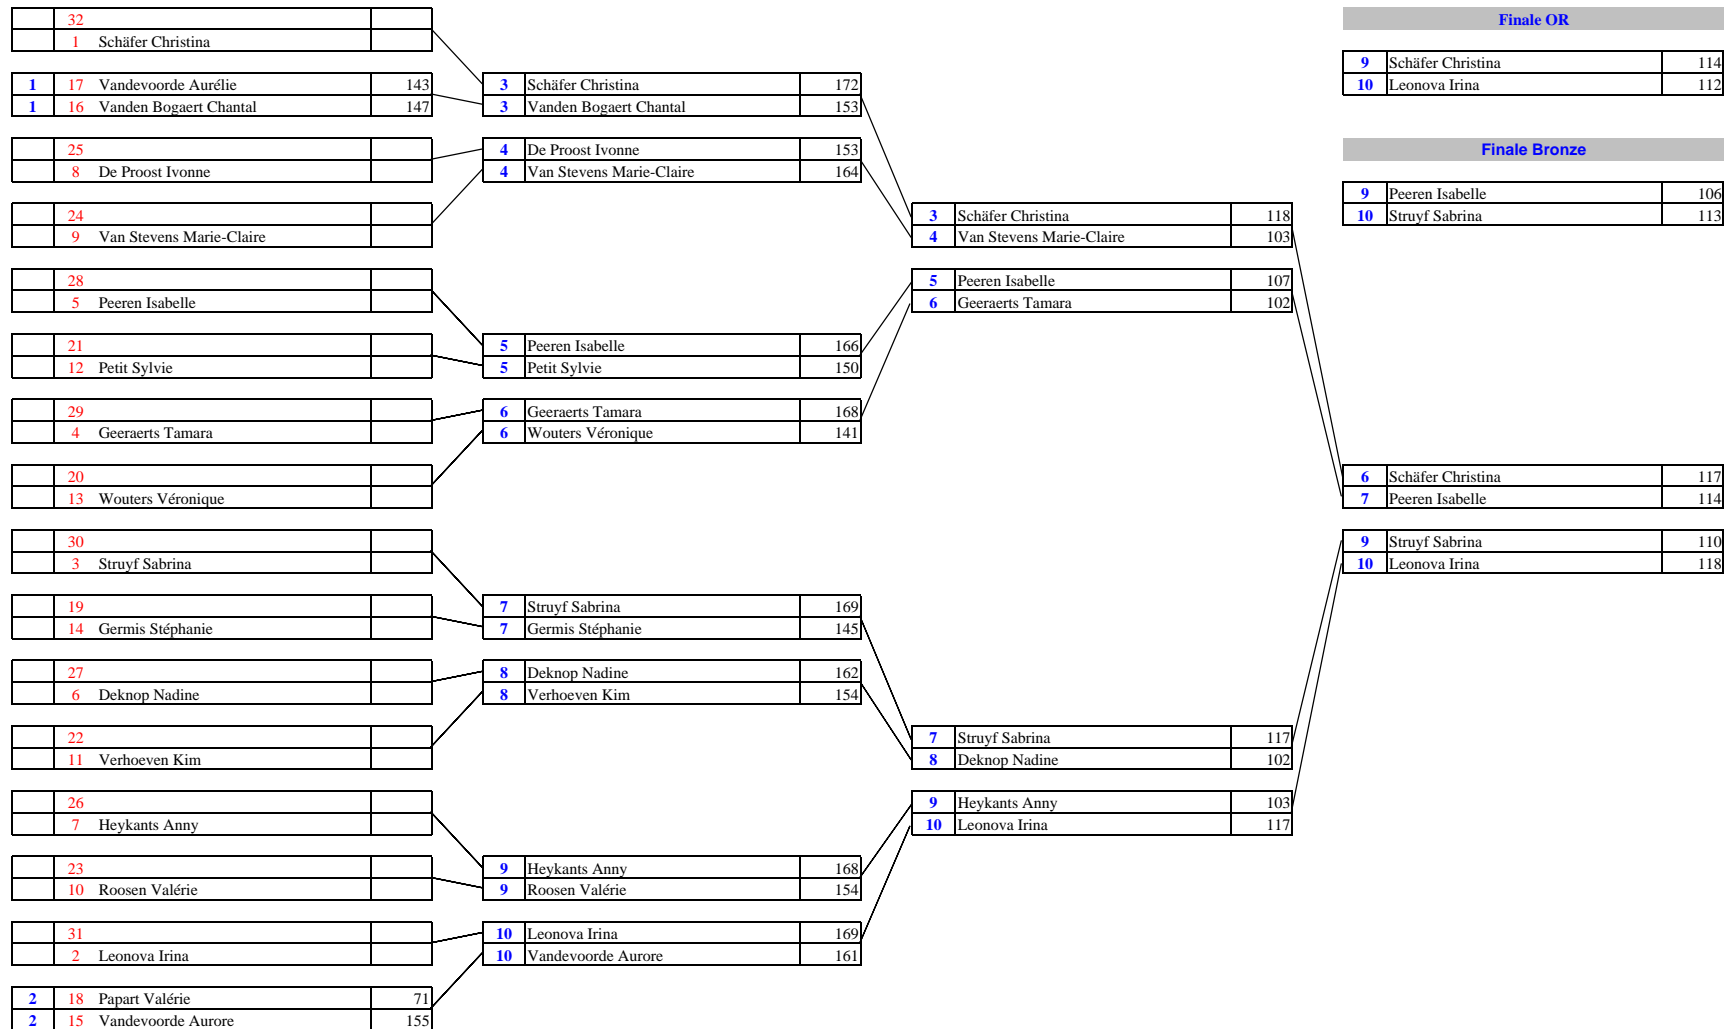 32
1 Schäfer Christina
1 17 Vandevoorde Aurélie 143
1 16 Vanden Bogaert Chantal 147
25
8 De Proost Ivonne
24
9 Van Stevens Marie-Claire
28
5 Peeren Isabelle
21
12 Petit Sylvie
29
4 Geeraerts Tamara
20
13 Wouters Véronique
30
3 Struyf Sabrina
19
14 Germis Stéphanie
27
6 Deknop Nadine
22
11 Verhoeven Kim
26
7 Heykants Anny
23
10 Roosen Valérie
31
2 Leonova Irina
2 18 Papart Valérie 71
2 15 Vandevoorde Aurore 155
3 Schäfer Christina 172
3 Vanden Bogaert Chantal 153
4 De Proost Ivonne 153
4 Van Stevens Marie-Claire 164
5 Peeren Isabelle 166
5 Petit Sylvie 150
6 Geeraerts Tamara 168
6 Wouters Véronique 141
7 Struyf Sabrina 169
7 Germis Stéphanie 145
8 Deknop Nadine 162
8 Verhoeven Kim 154
9 Heykants Anny 168
9 Roosen Valérie 154
10 Leonova Irina 169
10 Vandevoorde Aurore 161
3 Schäfer Christina 118
4 Van Stevens Marie-Claire 103
5 Peeren Isabelle 107
6 Geeraerts Tamara 102
7 Struyf Sabrina 117
8 Deknop Nadine 102
9 Heykants Anny 103
10 Leonova Irina 117
Finale OR
9 Schäfer Christina 114
10 Leonova Irina 112
Finale Bronze
9 Peeren Isabelle 106
10 Struyf Sabrina 113
6 Schäfer Christina 117
7 Peeren Isabelle 114
9 Struyf Sabrina 110
10 Leonova Irina 118